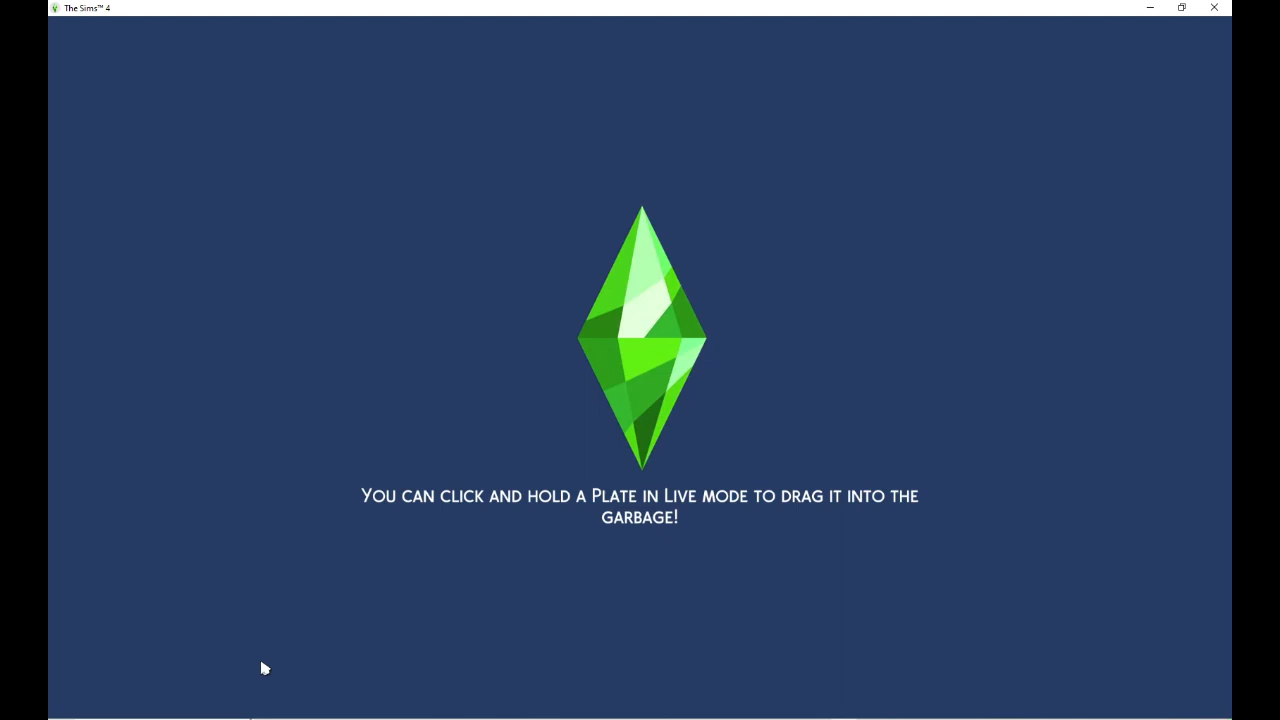 The Sims™ 4
You can click and hold a Plate in Live mode to drag it into the
garbage!